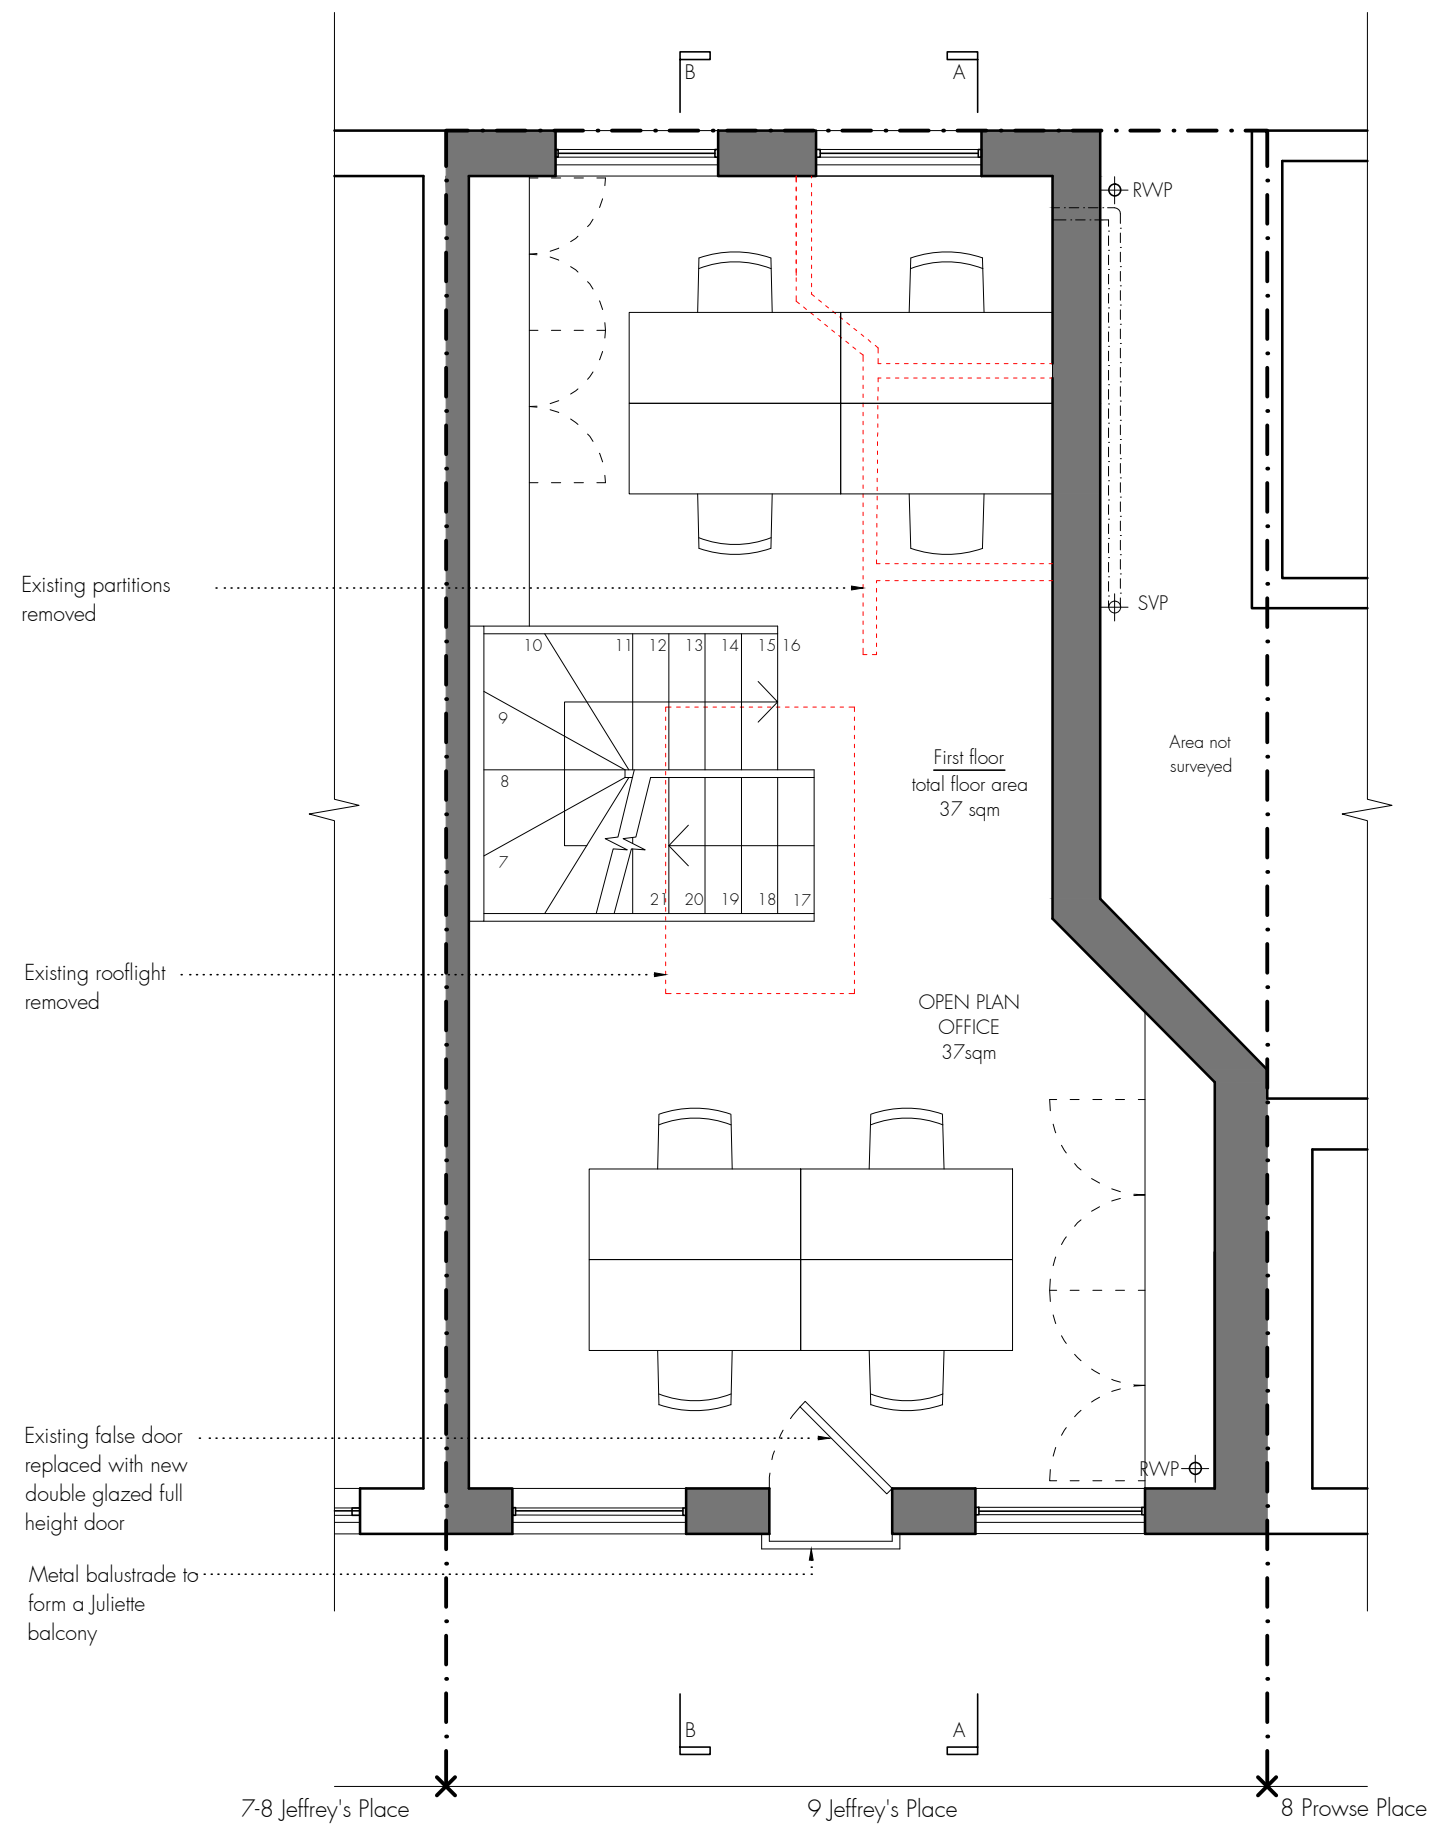 B
A
RWP
Existing partitions
removed
SVP
10
11
12
13
14
15
16
9
8
7
21
20
19
18
17
First floor
total floor area
37 sqm
Area not
surveyed
Existing rooflight
removed
OPEN PLAN
OFFICE
37sqm
Existing false door
replaced with new
double glazed full
height door
RWP
Metal balustrade to
form a Juliette
balcony
B
A
7-8 Jeffrey's Place
9 Jeffrey's Place
8 Prowse Place